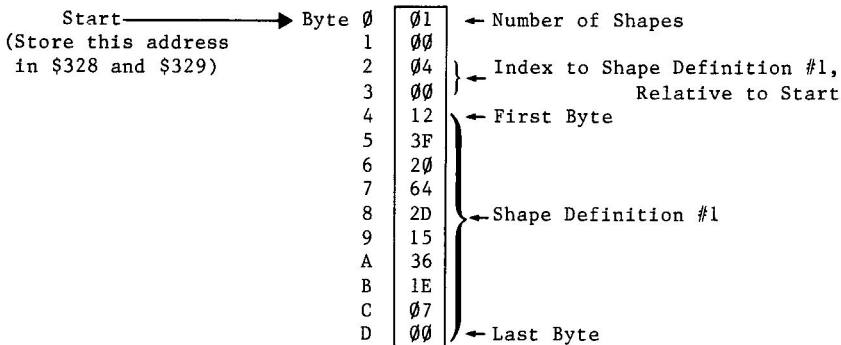 Start Byte Ø Ø1 Number of Shapes
(Store this address 1 ØØ
in $328 and $329) 2 Ø4 Index to Shape Definition #1,
3 ØØ Relative to Start
4 12 First Byte
5 3F
6 2Ø
7 64
8 2D Shape Definition #1
9 15
A 36
B 1E
C Ø7
D ØØ Last Byte